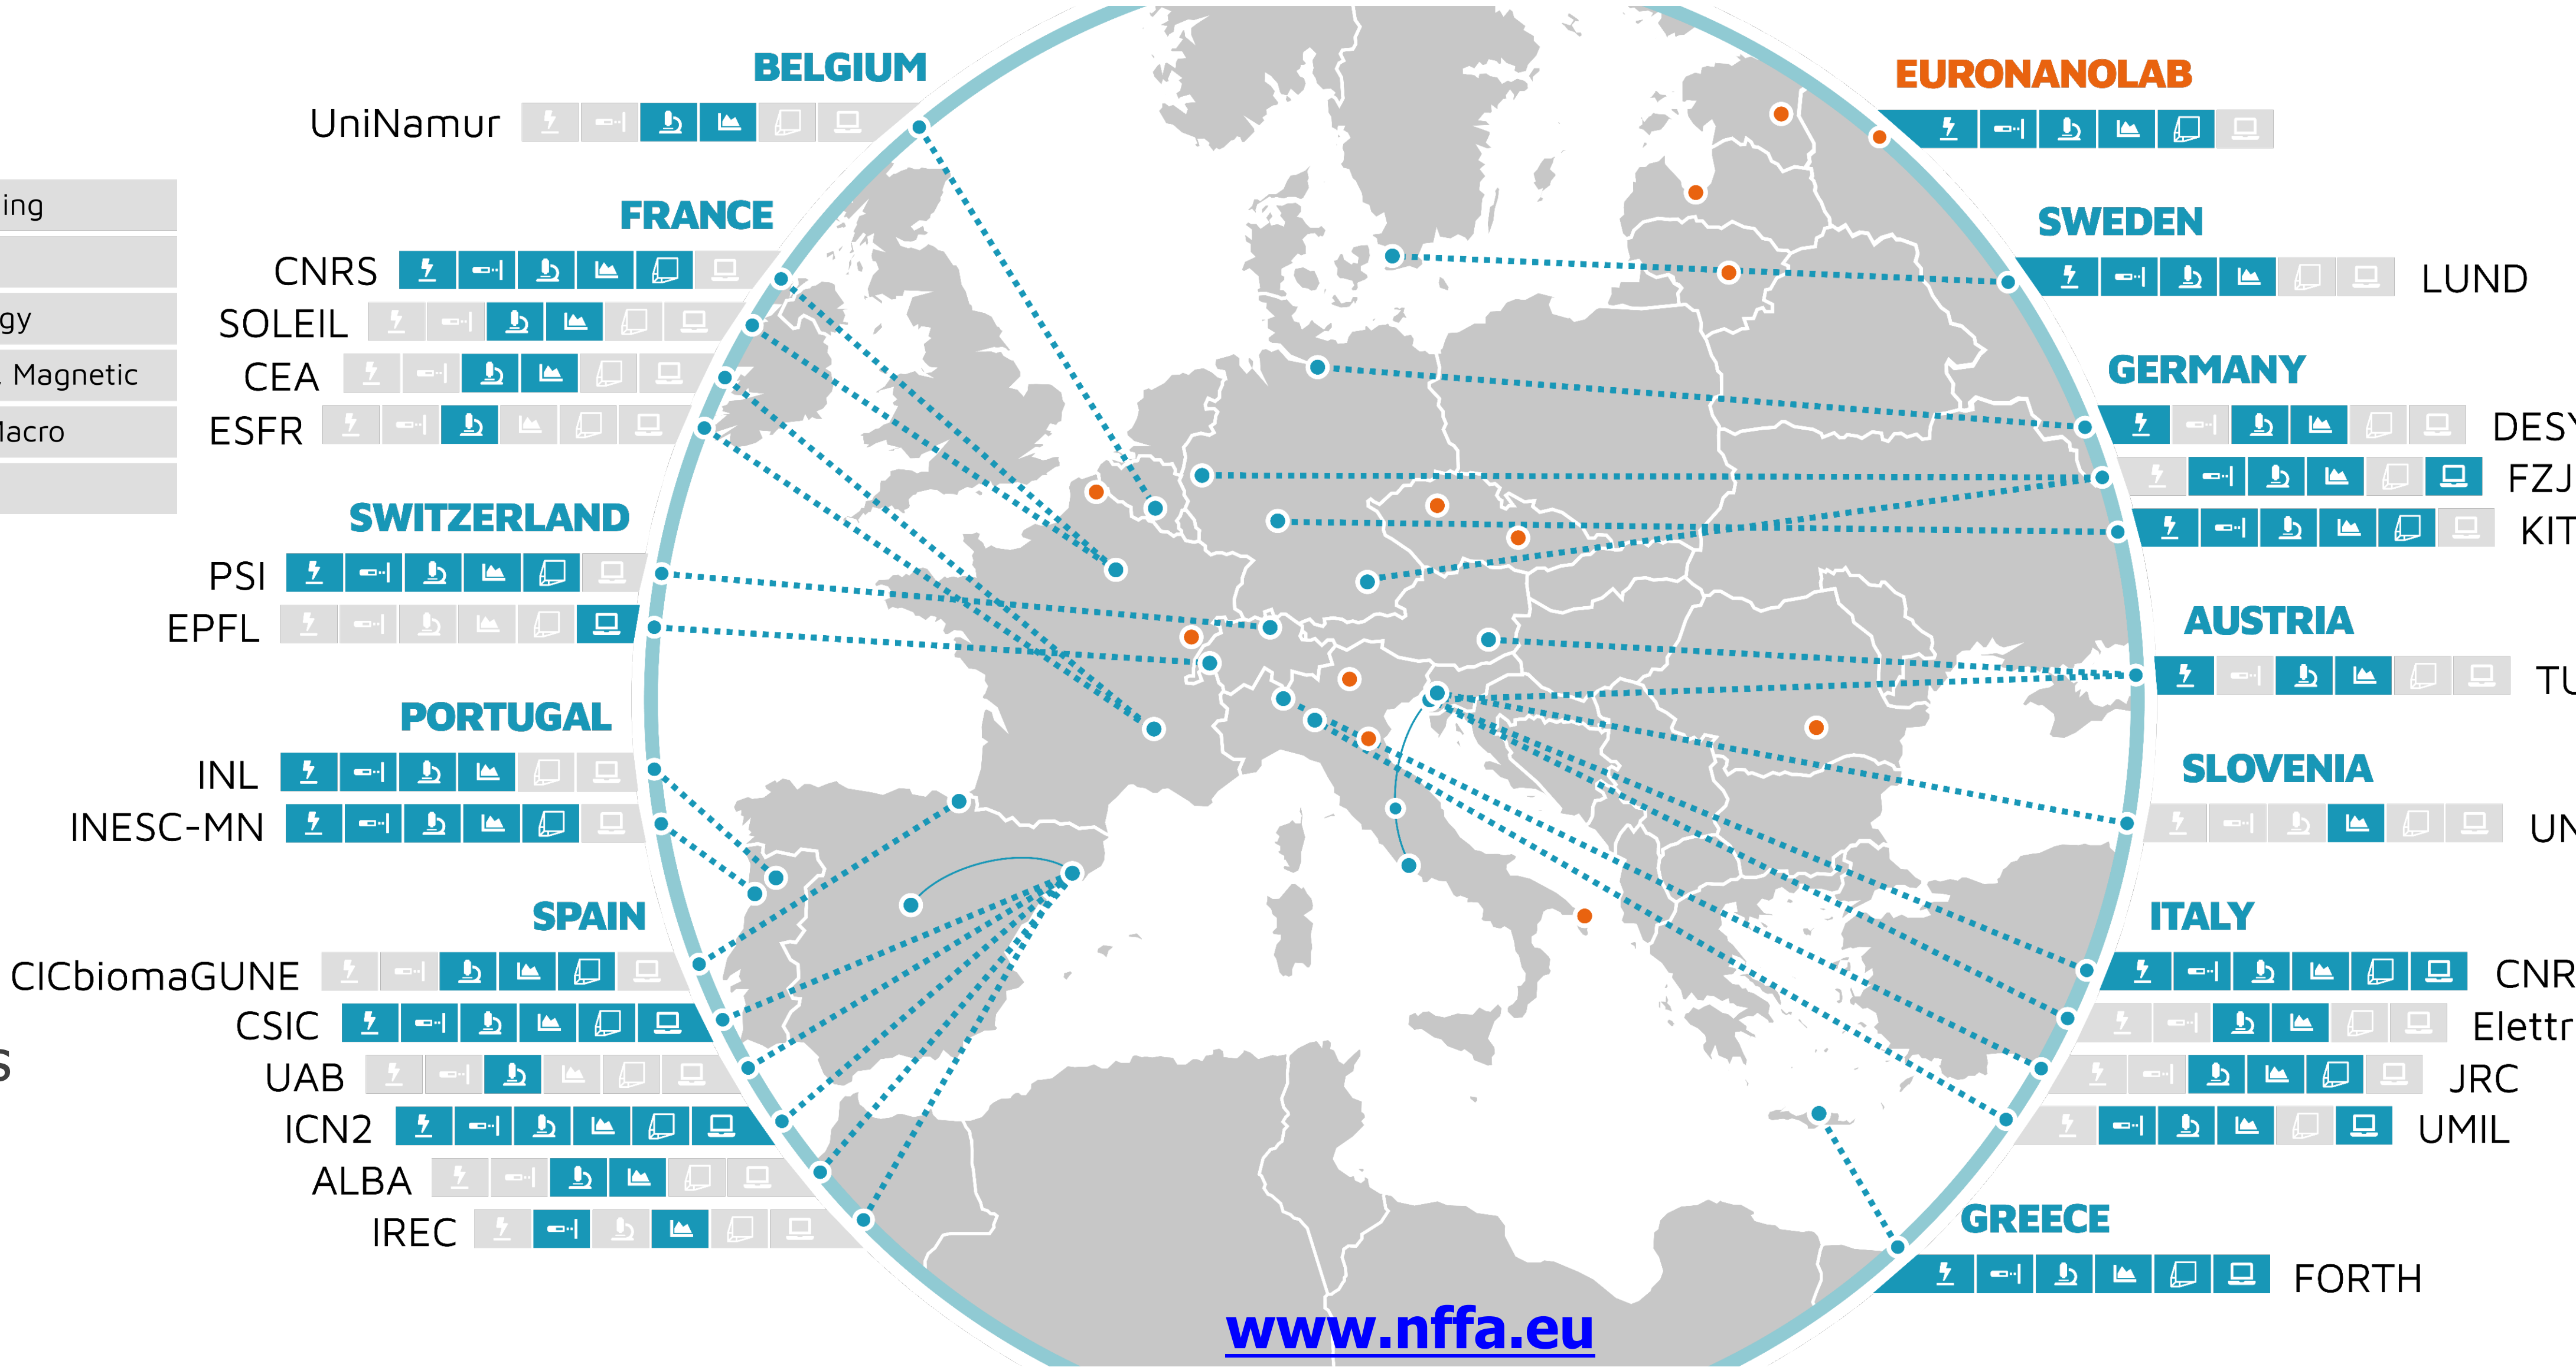 ing
gy
, Magnetic
Macro
s
BELGIUM
UniNamur
FRANCE
CNRS
SOLEIL
CEA
ESFR
SWITZERLAND
PSI
EPFL
PORTUGAL
INL
INESC-MN
SPAIN
CICbiomaGUNE
CSIC
UAB
ICN2
ALBA
IREC
EURONANOLAB
SWEDEN
LUND
GERMANY
DESY
FZJ
KIT
AUSTRIA
TU
SLOVENIA
UN
ITALY
CNR
Elettr
JRC
UMIL
GREECE
FORTH
www.nffa.eu